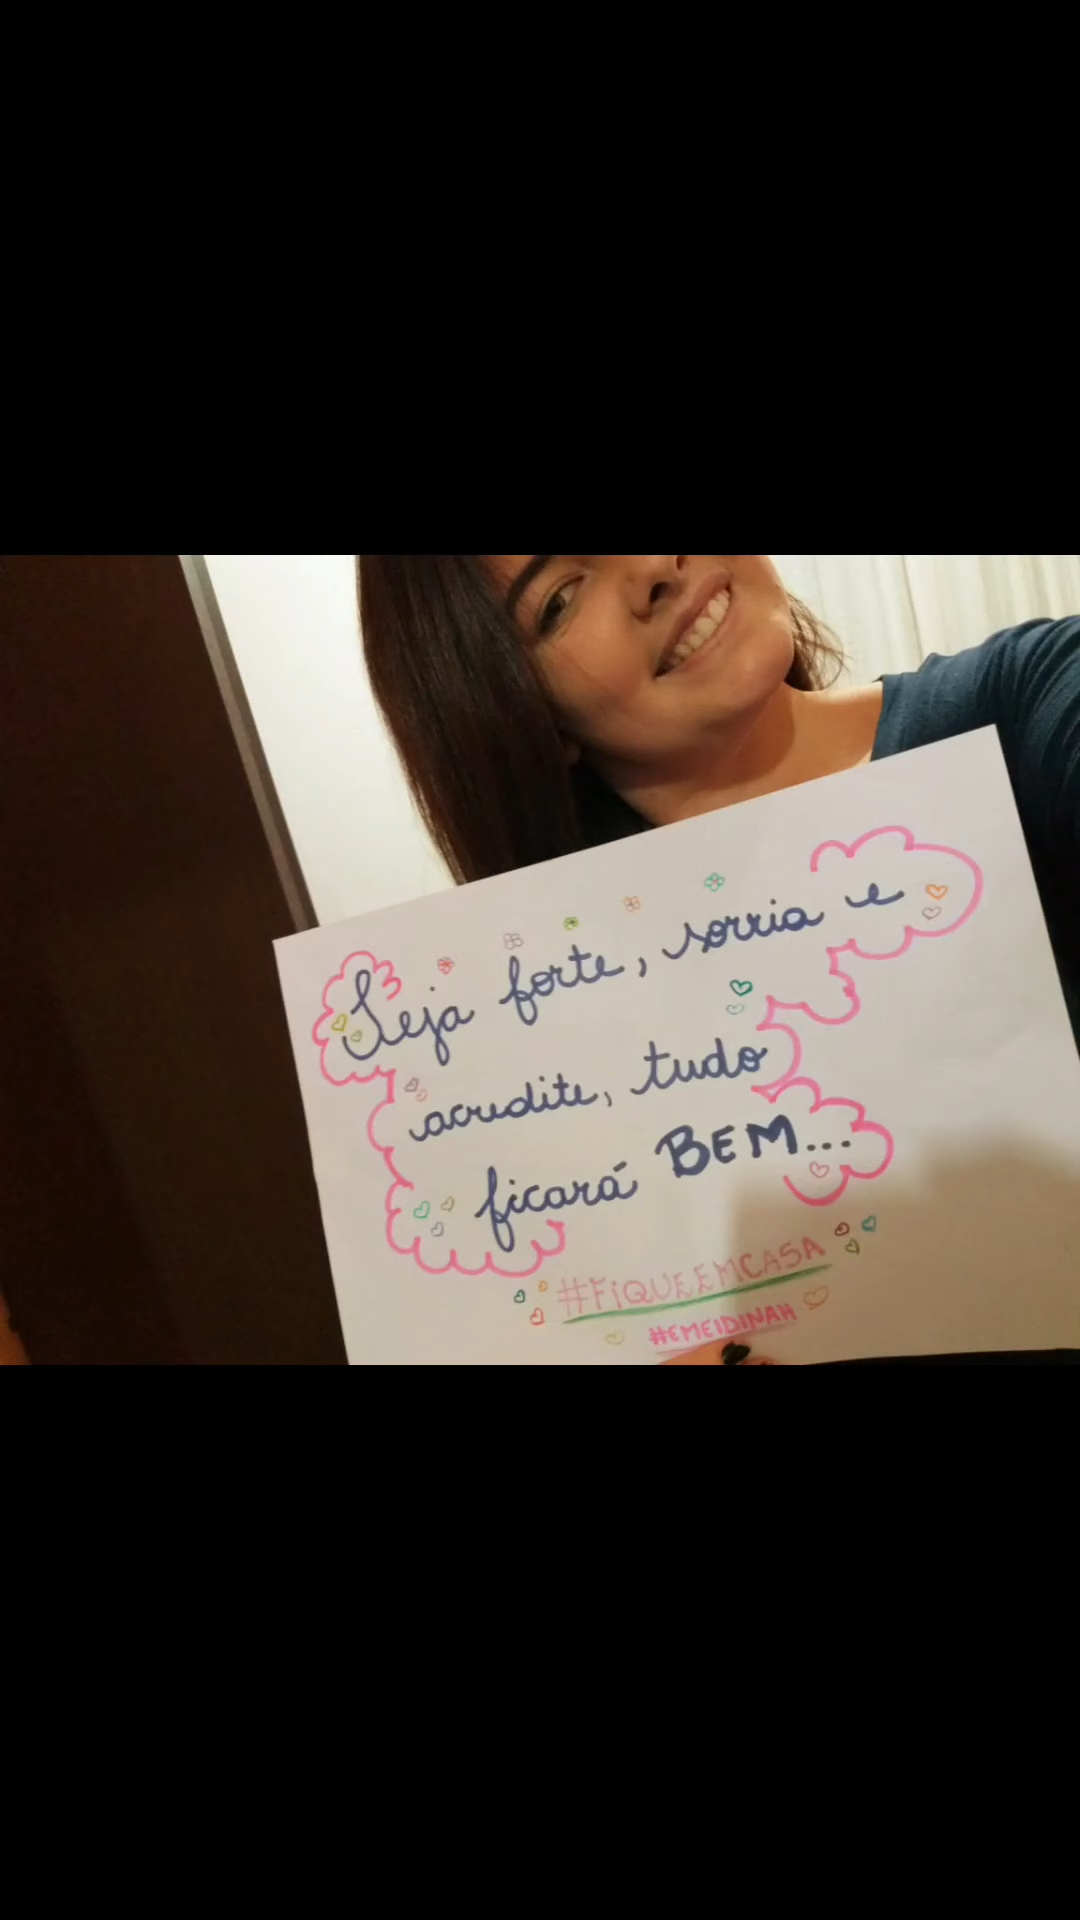 Seja forte, sorria e
acredite, tudo
ficará BEM...
#FiQUEEMCASA
#EMEIDINAH